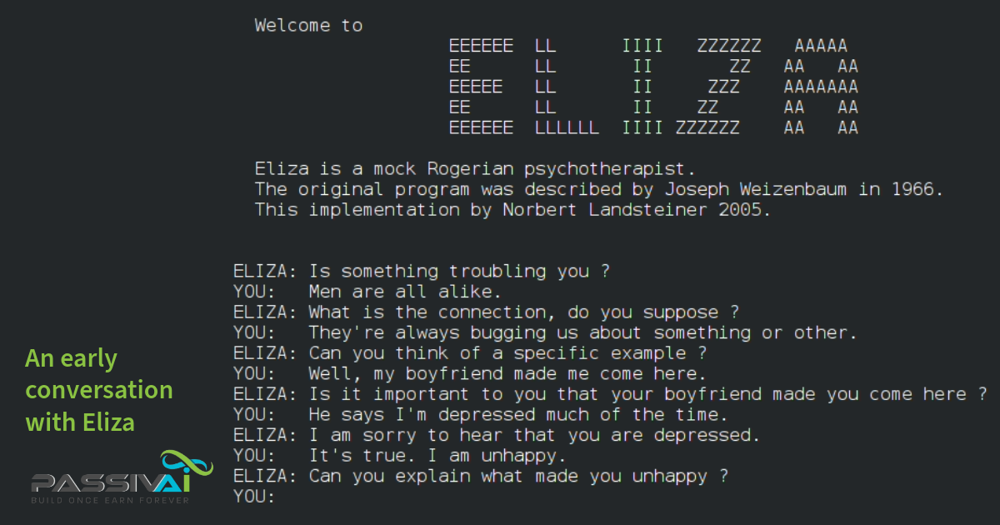 Welcome to
EEEEEE  LL      IIII   ZZZZZZ   AAAAA
EE      LL       II       ZZ   AA   AA
EEEEE   LL       II     ZZZ    AAAAAAA
EE      LL       II    ZZ      AA   AA
EEEEEE  LLLLLL  IIII ZZZZZZ    AA   AA
Eliza is a mock Rogerian psychotherapist.
The original program was described by Joseph Weizenbaum in 1966.
This implementation by Norbert Landsteiner 2005.
ELIZA: Is something troubling you ?
YOU:   Men are all alike.
ELIZA: What is the connection, do you suppose ?
YOU:   They're always bugging us about something or other.
ELIZA: Can you think of a specific example ?
YOU:   Well, my boyfriend made me come here.
ELIZA: Is it important to you that your boyfriend made you come here ?
YOU:   He says I'm depressed much of the time.
ELIZA: I am sorry to hear that you are depressed.
YOU:   It's true. I am unhappy.
ELIZA: Can you explain what made you unhappy ?
YOU:
An early
conversation
with Eliza
PASSIVAi
BUILD ONCE EARN FOREVER